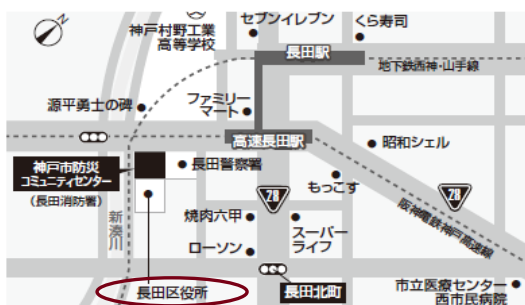 セブンイレブン
くら寿司
神戸村野工業
高等学校
長田駅
地下鉄西神・山手線
源平勇士の碑
ファミリー
マート
高速長田駅
昭和シェル
神戸市防災
コミュニティセンター
(長田消防署)
長田警察署
もっこす
28
28
新湊川
焼肉六甲
スーパー
ライフ
阪神電鉄神戸高速線
ローソン
長田区役所
長田北町
市立医療センター
西市民病院